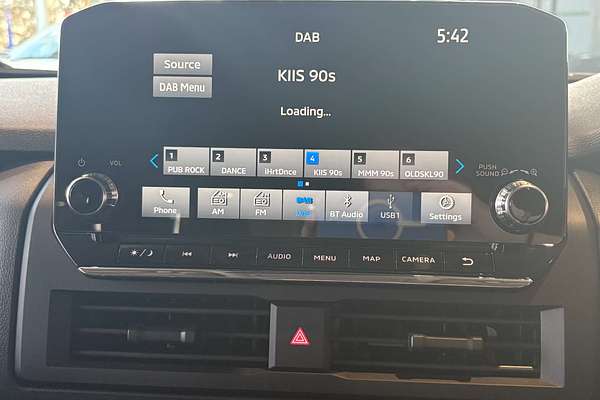 DAB
5:42
Source
DAB Menu
KIIS 90s
Loading...
1 PUB ROCK
2 DANCE
3 iHrtDnce
4 KIIS 90s
5 MMM 90s
6 OLDSKL90
VOL
PUSH
SOUND
Phone
AM
FM
DAB
DAB
BT Audio
USB1
Settings
AUDIO
MENU
MAP
CAMERA